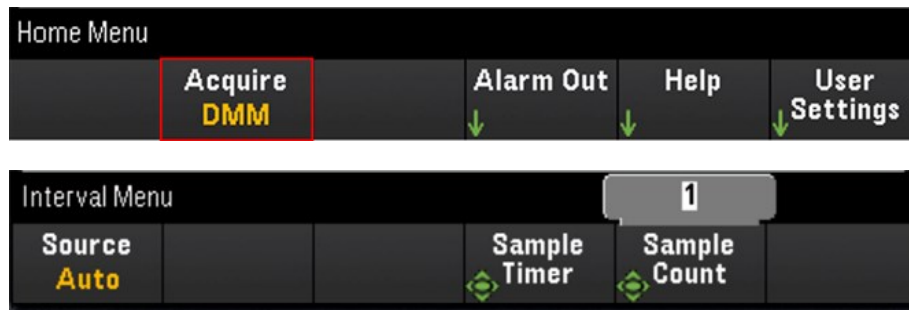 Home Menu
Acquire
DMM
Alarm Out
Help
User
Settings
Interval Menu
1
Source
Auto
Sample
Timer
Sample
Count